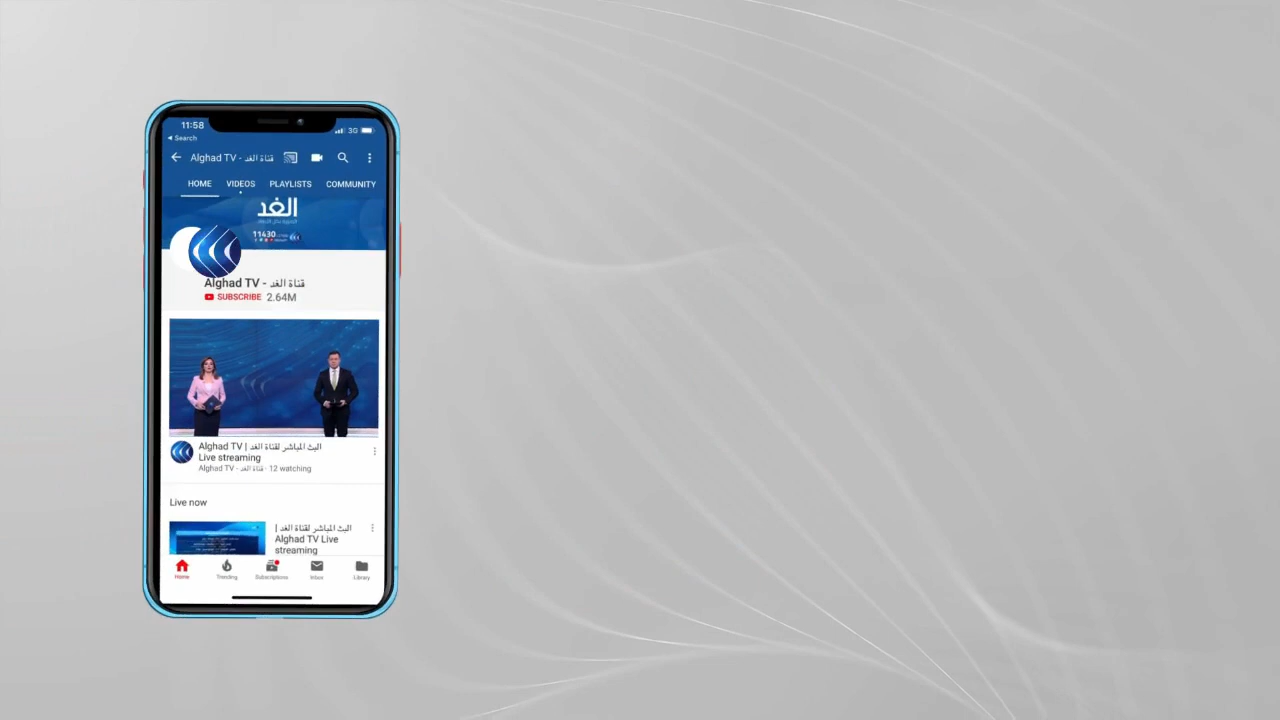 11:58
3G
Search
Alghad TV - قناة الغد
HOME VIDEOS PLAYLISTS COMMUNITY
الغد
11430
Alghad TV - قناة الغد
SUBSCRIBE 2.64M
Alghad TV | البث المباشر لقناة الغد
Live streaming
Alghad TV - قناة الغد · 12 watching
Live now
البث المباشر لقناة الغد |
Alghad TV Live
streaming
Home Trending Subscriptions Inbox Library